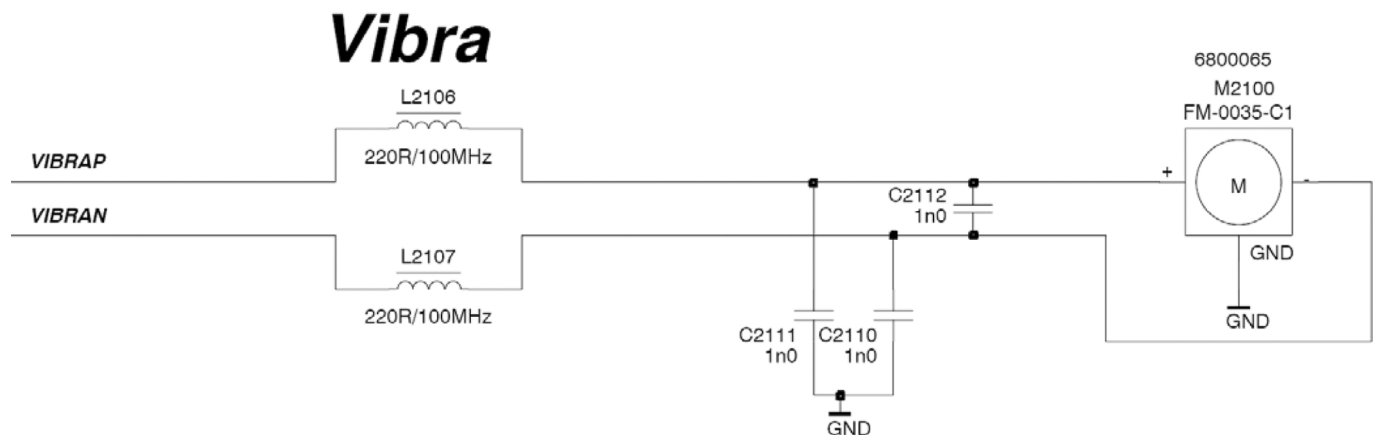 Vibra
6800065
M2100
FM-0035-C1
L2106
220R/100MHz
VIBRAP
+
-
M
C2112
1n0
VIBRAN
GND
L2107
220R/100MHz
GND
C2111
1n0
C2110
1n0
GND